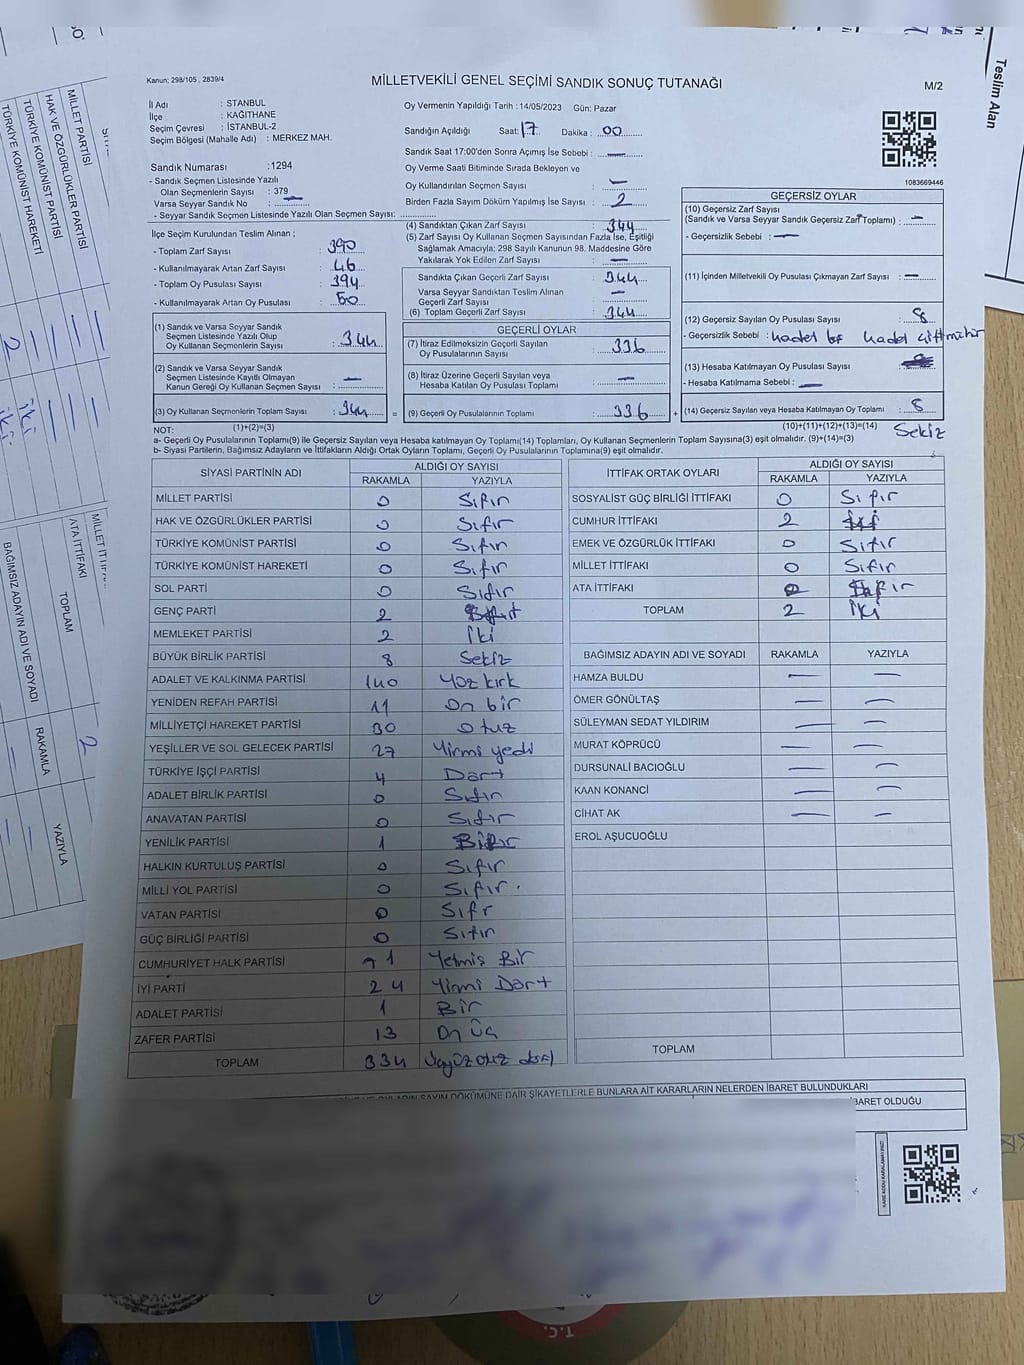 Teslim Alan
Kanun; 298/105 , 2839/4
MİLLETVEKİLİ GENEL SEÇİMİ SANDIK SONUÇ TUTANAĞI
M/2
İl Adı : STANBUL
İlçe : KAĞITHANE
Seçim Çevresi : İSTANBUL-2
Seçim Bölgesi (Mahalle Adı) : MERKEZ MAH.
Oy Vermenin Yapıldığı Tarih : 14/05/2023 Gün: Pazar
Sandığın Açıldığı Saat: 17 Dakika : 00
Sandık Saat 17:00'den Sonra Açımış İse Sebebi : —
Oy Verme Saati Bitiminde Sırada Bekleyen ve
Oy Kullandırılan Seçmen Sayısı : —
Birden Fazla Sayım Döküm Yapılmış İse Sayısı : 2
1083669446
Sandık Numarası : 1294
- Sandık Seçmen Listesinde Yazılı
Olan Seçmenlerin Sayısı : 379
Varsa Seyyar Sandık No : —
- Seyyar Sandık Seçmen Listesinde Yazılı Olan Seçmen Sayısı:
İlçe Seçim Kurulundan Teslim Alınan ;
- Toplam Zarf Sayısı : 390
- Kullanılmayarak Artan Zarf Sayısı : 46
- Toplam Oy Pusulası Sayısı : 394
- Kullanılmayarak Artan Oy Pusulası : 50
(4) Sandıktan Çıkan Zarf Sayısı : 344
(5) Zarf Sayısı Oy Kullanan Seçmen Sayısından Fazla İse, Eşitliği
Sağlamak Amacıyla; 298 Sayılı Kanunun 98. Maddesine Göre
Yakılarak Yok Edilen Zarf Sayısı : —
Sandıkta Çıkan Geçerli Zarf Sayısı : 344
Varsa Seyyar Sandıktan Teslim Alınan
Geçerli Zarf Sayısı : —
(6) Toplam Geçerli Zarf Sayısı : 344
GEÇERSİZ OYLAR
(10) Geçersiz Zarf Sayısı
(Sandık ve Varsa Seyyar Sandık Geçersiz Zarf Toplamı) : —
- Geçersizlik Sebebi : —
(11) İçinden Milletvekili Oy Pusulası Çıkmayan Zarf Sayısı : —
(12) Geçersiz Sayılan Oy Pusulası Sayısı : 8
- Geçersizlik Sebebi :
(13) Hesaba Katılmayan Oy Pusulası Sayısı
- Hesaba Katılmama Sebebi : —
(14) Geçersiz Sayılan veya Hesaba Katılmayan Oy Toplamı : 8
(10)+(11)+(12)+(13)=(14)
Sekiz
(1) Sandık ve Varsa Seyyar Sandık
Seçmen Listesinde Yazılı Olup
Oy Kullanan Seçmenlerin Sayısı : 344
(2) Sandık ve Varsa Seyyar Sandık
Seçmen Listesinde Kayıtlı Olmayan
Kanun Gereği Oy Kullanan Seçmen Sayısı : —
(3) Oy Kullanan Seçmenlerin Toplam Sayısı : 344 =
(1)+(2)=(3)
GEÇERLİ OYLAR
(7) İtiraz Edilmeksizin Geçerli Sayılan
Oy Pusulalarının Sayısı : 336
(8) İtiraz Üzerine Geçerli Sayılan veya
Hesaba Katılan Oy Pusulası Toplamı : —
(9) Geçerli Oy Pusulalarının Toplamı : 336 +
NOT:
a- Geçerli Oy Pusulalarının Toplamı(9) ile Geçersiz Sayılan veya Hesaba katılmayan Oy Toplamı(14) Toplamları, Oy Kullanan Seçmenlerin Toplam Sayısına(3) eşit olmalıdır. (9)+(14)=(3)
b- Siyasi Partilerin, Bağımsız Adayların ve İttifakların Aldığı Ortak Oyların Toplamı, Geçerli Oy Pusulalarının Toplamına(9) eşit olmalıdır.
SİYASİ PARTİNİN ADI ALDIĞI OY SAYISI
RAKAMLA YAZIYLA
MİLLET PARTİSİ 0 Sıfır
HAK VE ÖZGÜRLÜKLER PARTİSİ 0 Sıfır
TÜRKİYE KOMÜNİST PARTİSİ 0 Sıfır
TÜRKİYE KOMÜNİST HAREKETİ 0 Sıfır
SOL PARTİ 0 Sıfır
GENÇ PARTİ 2
MEMLEKET PARTİSİ 2 İki
BÜYÜK BİRLİK PARTİSİ 8 Sekiz
ADALET VE KALKINMA PARTİSİ 140 Yüz kırk
YENİDEN REFAH PARTİSİ 11 On bir
MİLLİYETÇİ HAREKET PARTİSİ 30 Otuz
YEŞİLLER VE SOL GELECEK PARTİSİ 27 Yirmi yedi
TÜRKİYE İŞÇİ PARTİSİ 4 Dört
ADALET BİRLİK PARTİSİ 0 Sıfır
ANAVATAN PARTİSİ 0 Sıfır
YENİLİK PARTİSİ 1
HALKIN KURTULUŞ PARTİSİ 0 Sıfır
MİLLİ YOL PARTİSİ 0 Sıfır.
VATAN PARTİSİ 0 Sıfr
GÜÇ BİRLİĞİ PARTİSİ 0 Sıfır
CUMHURİYET HALK PARTİSİ 71 Yetmiş Bir
İYİ PARTİ 24 Yirmi Dört
ADALET PARTİSİ 1 Bir
ZAFER PARTİSİ 13 On Üç
TOPLAM 334
İTTİFAK ORTAK OYLARI ALDIĞI OY SAYISI
RAKAMLA YAZIYLA
SOSYALİST GÜÇ BİRLİĞİ İTTİFAKI 0 Sıfır
CUMHUR İTTİFAKI 2
EMEK VE ÖZGÜRLÜK İTTİFAKI 0 Sıfır
MİLLET İTTİFAKI 0 Sıfır
ATA İTTİFAKI 0 Sıfır
TOPLAM 2 İki
BAĞIMSIZ ADAYIN ADI VE SOYADI RAKAMLA YAZIYLA
HAMZA BULDU — —
ÖMER GÖNÜLTAŞ — —
SÜLEYMAN SEDAT YILDIRIM — —
MURAT KÖPRÜCÜ — —
DURSUNALİ BACIOĞLU — —
KAAN KONANCİ — —
CİHAT AK — —
EROL AŞUCUOĞLU
TOPLAM
SAYIM DÖKÜMÜNE DAİR ŞİKAYETLERLE BUNLARA AİT KARARLARIN NELERDEN İBARET BULUNDUKLARI
BARET OLDUĞU
T.C.
MİLLET PARTİSİ
HAK VE ÖZGÜRLÜKLER PARTİSİ
TÜRKİYE KOMÜNİST PARTİSİ
TÜRKİYE KOMÜNİST HAREKETİ
2 İki
ATA İTTİFAKI
TOPLAM 2
BAĞIMSIZ ADAYIN ADI VE SOYADI RAKAMLA YAZIYLA